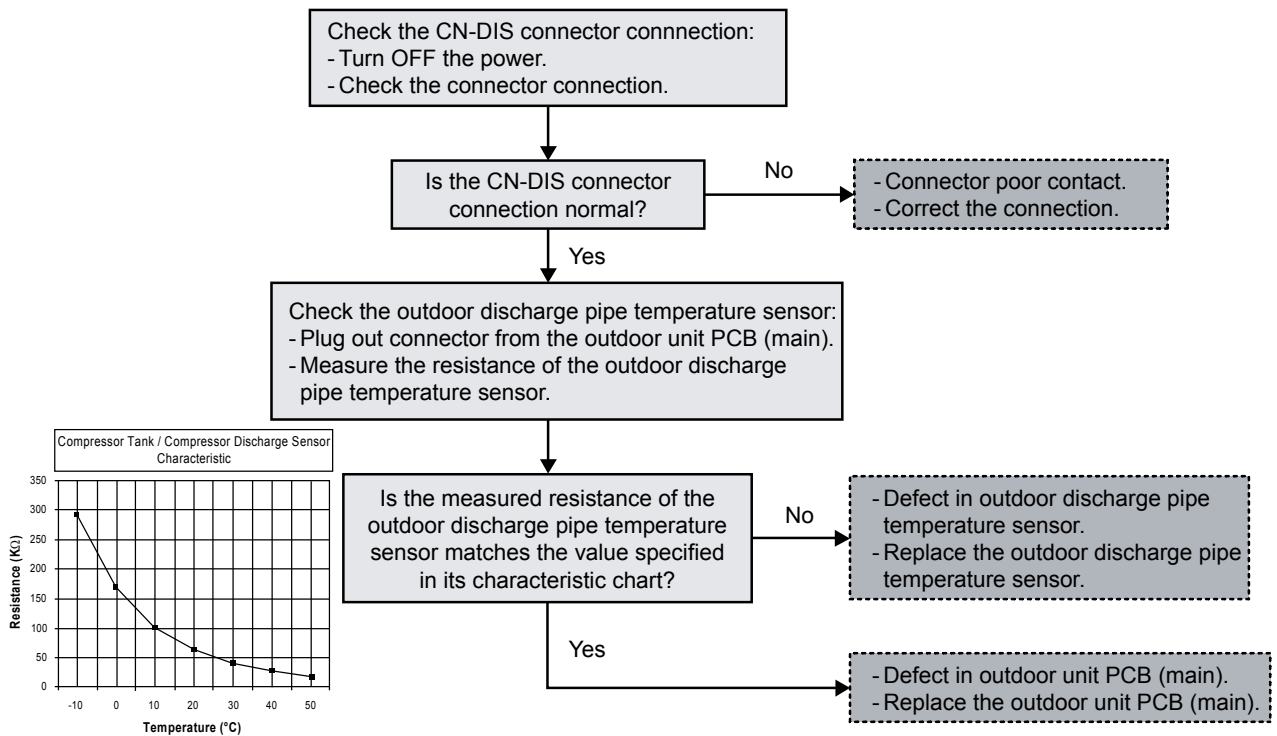 Check the CN-DIS connector connnection:
- Turn OFF the power.
- Check the connector connection.
Is the CN-DIS connector
connection normal?
No
- Connector poor contact.
- Correct the connection.
Yes
Check the outdoor discharge pipe temperature sensor:
- Plug out connector from the outdoor unit PCB (main).
- Measure the resistance of the outdoor discharge
pipe temperature sensor.
Compressor Tank / Compressor Discharge Sensor
Characteristic
350
300
250
200
150
100
50
0
Resistance (KΩ)
-10 0 10 20 30 40 50
Temperature (°C)
Is the measured resistance of the
outdoor discharge pipe temperature
sensor matches the value specified
in its characteristic chart?
No
- Defect in outdoor discharge pipe
temperature sensor.
- Replace the outdoor discharge pipe
temperature sensor.
Yes
- Defect in outdoor unit PCB (main).
- Replace the outdoor unit PCB (main).